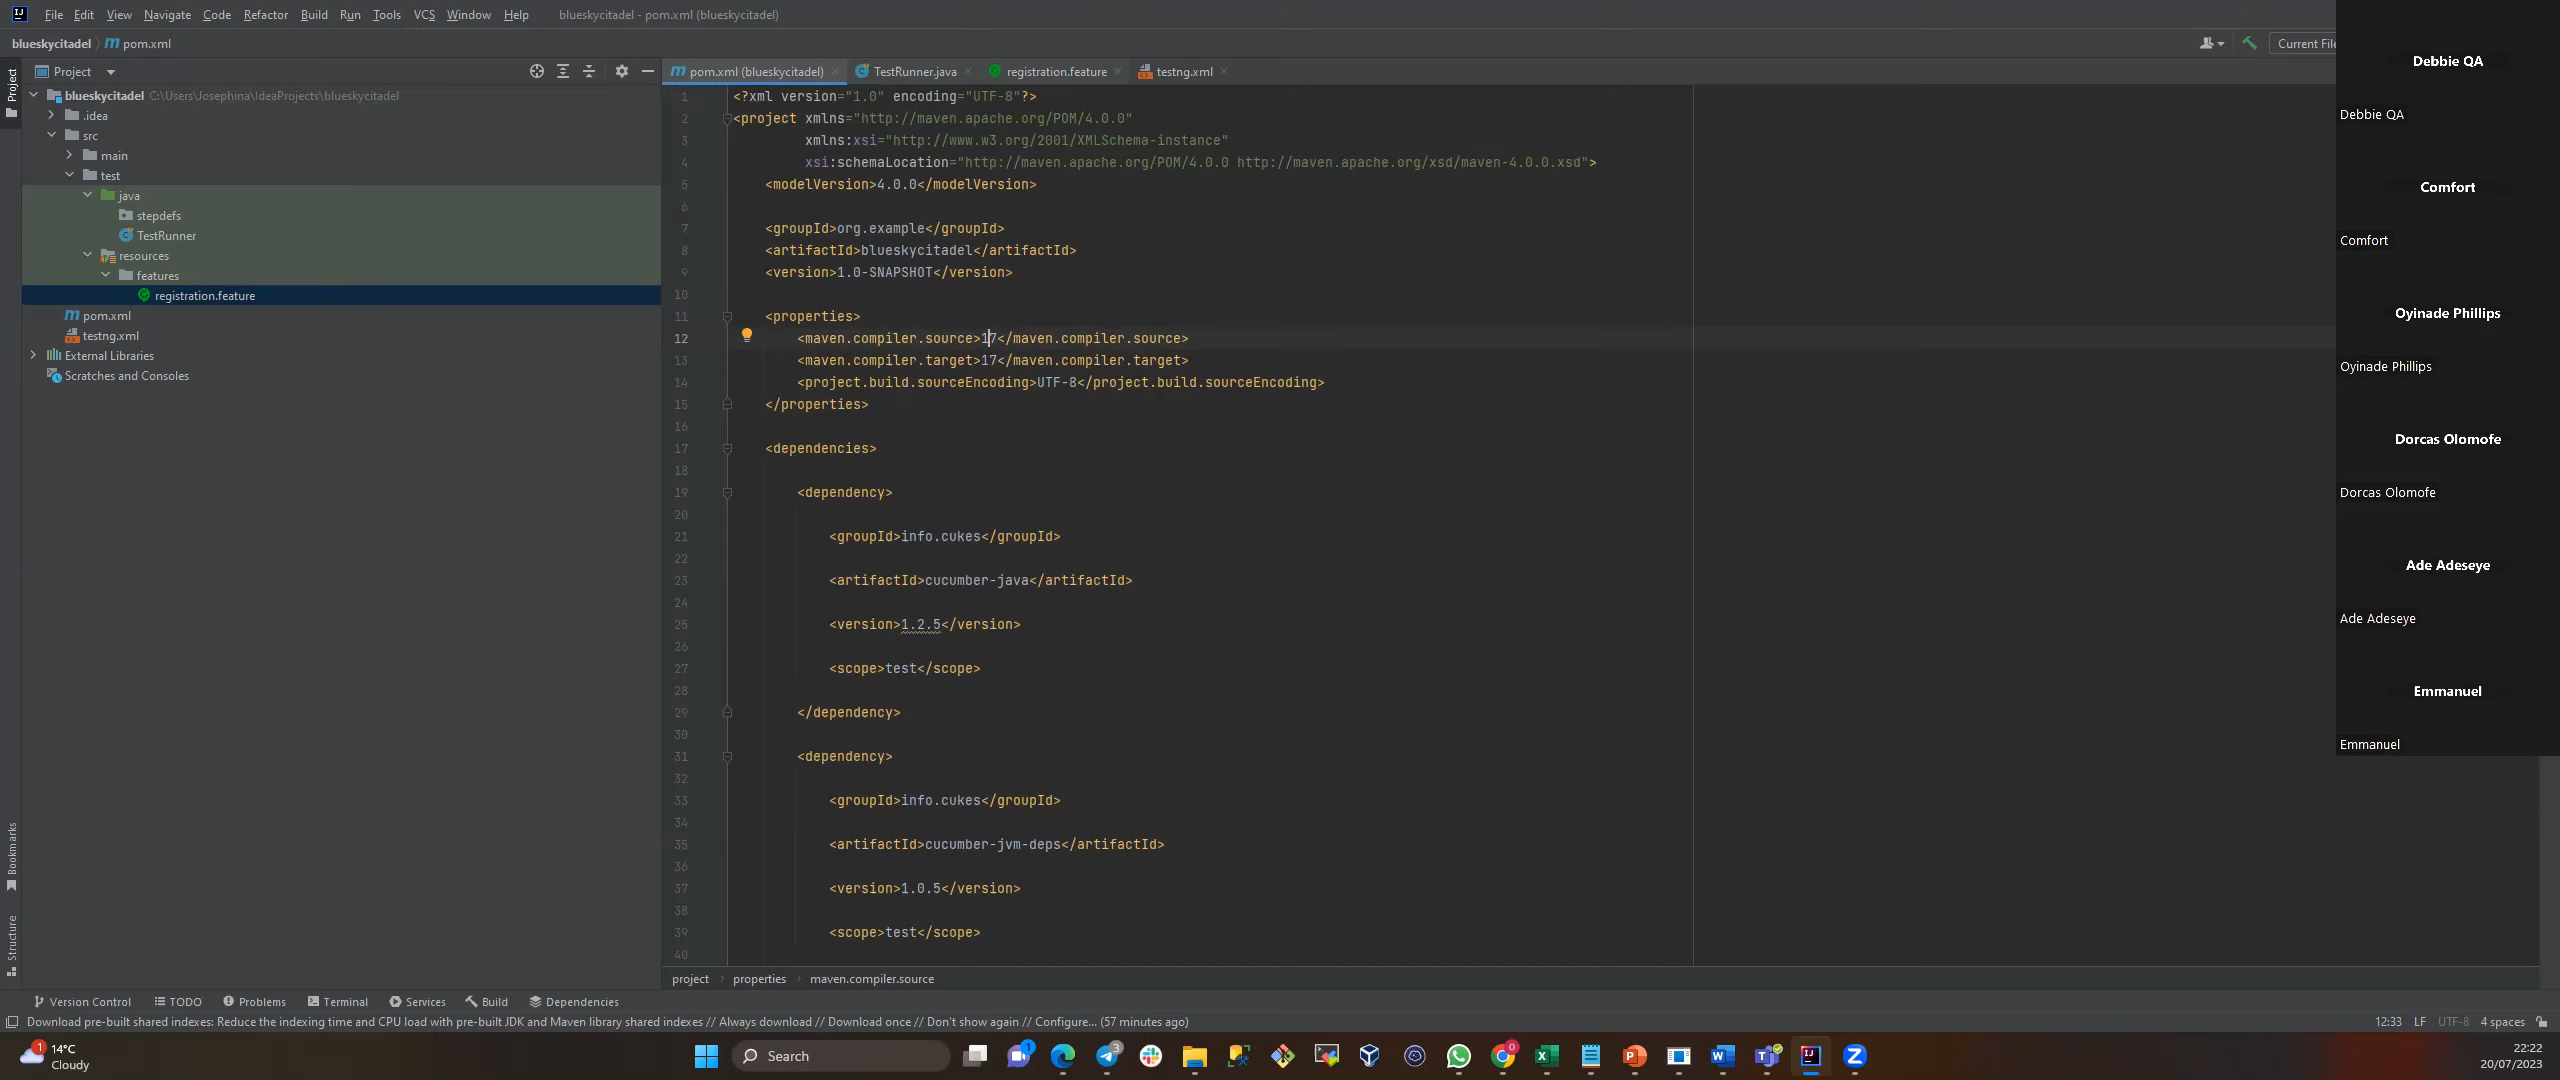 File Edit View Navigate Code Refactor Build Run Tools VCS Window Help blueskycitadel - pom.xml (blueskycitadel)
blueskycitadel pom.xml
Current File
Project
Project
blueskycitadel C:\Users\Josephina\IdeaProjects\blueskycitadel
.idea
src
main
test
java
stepdefs
TestRunner
resources
features
registration.feature
pom.xml
testng.xml
External Libraries
Scratches and Consoles
Bookmarks
Structure
pom.xml (blueskycitadel) TestRunner.java registration.feature testng.xml
1 <?xml version="1.0" encoding="UTF-8"?>
2 <project xmlns="http://maven.apache.org/POM/4.0.0"
3 xmlns:xsi="http://www.w3.org/2001/XMLSchema-instance"
4 xsi:schemaLocation="http://maven.apache.org/POM/4.0.0 http://maven.apache.org/xsd/maven-4.0.0.xsd">
5 <modelVersion>4.0.0</modelVersion>
6
7 <groupId>org.example</groupId>
8 <artifactId>blueskycitadel</artifactId>
9 <version>1.0-SNAPSHOT</version>
10
11 <properties>
12 <maven.compiler.source>17</maven.compiler.source>
13 <maven.compiler.target>17</maven.compiler.target>
14 <project.build.sourceEncoding>UTF-8</project.build.sourceEncoding>
15 </properties>
16
17 <dependencies>
18
19 <dependency>
20
21 <groupId>info.cukes</groupId>
22
23 <artifactId>cucumber-java</artifactId>
24
25 <version>1.2.5</version>
26
27 <scope>test</scope>
28
29 </dependency>
30
31 <dependency>
32
33 <groupId>info.cukes</groupId>
34
35 <artifactId>cucumber-jvm-deps</artifactId>
36
37 <version>1.0.5</version>
38
39 <scope>test</scope>
40
project properties maven.compiler.source
Debbie QA
Debbie QA
Comfort
Comfort
Oyinade Phillips
Oyinade Phillips
Dorcas Olomofe
Dorcas Olomofe
Ade Adeseye
Ade Adeseye
Emmanuel
Emmanuel
Version Control TODO Problems Terminal Services Build Dependencies
Download pre-built shared indexes: Reduce the indexing time and CPU load with pre-built JDK and Maven library shared indexes // Always download // Download once // Don't show again // Configure... (57 minutes ago)
12:33 LF UTF-8 4 spaces
1
14°C
Cloudy
Search
1
3
0
22:22
20/07/2023